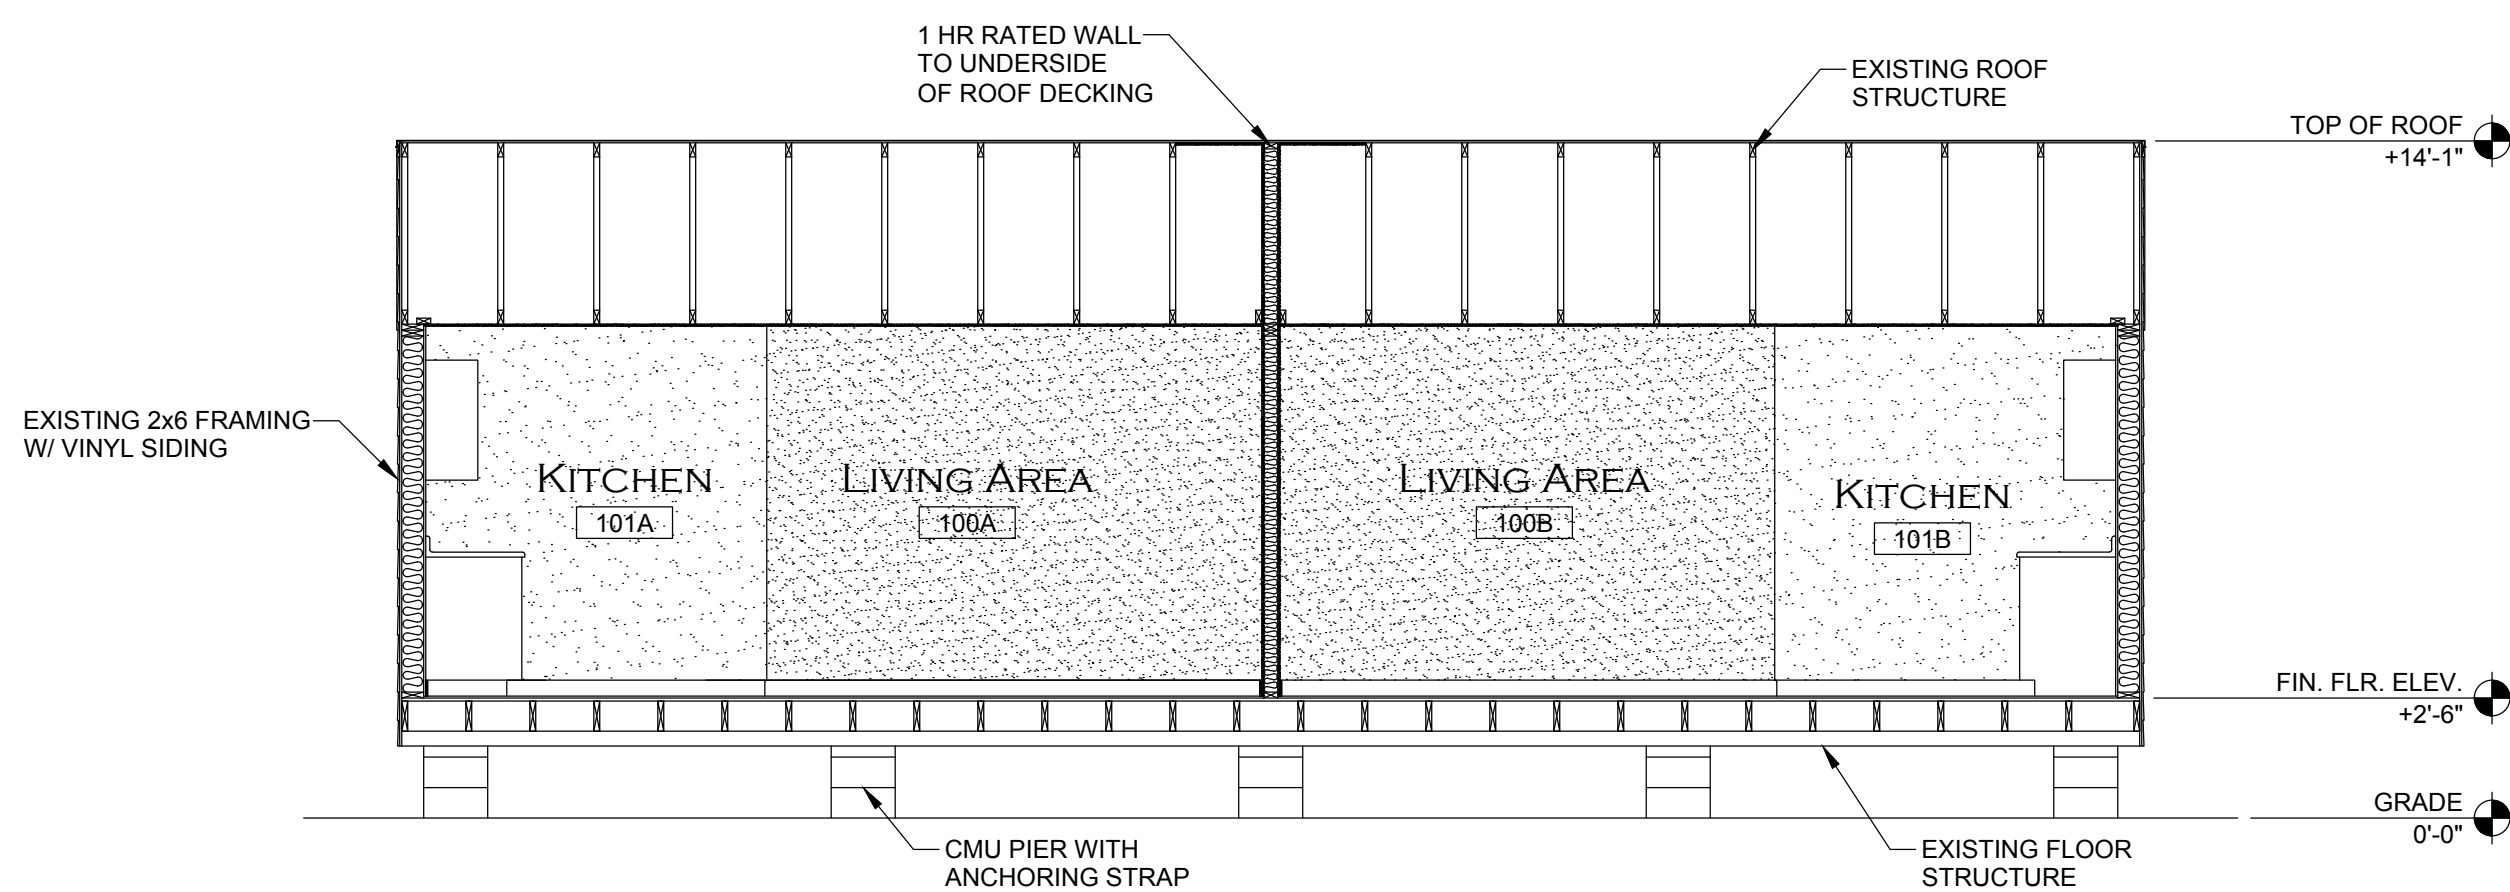 1 HR RATED WALL
TO UNDERSIDE
OF ROOF DECKING
EXISTING ROOF
STRUCTURE
TOP OF ROOF
+14'-1"
EXISTING 2x6 FRAMING
W/ VINYL SIDING
KITCHEN
101A
LIVING AREA
100A
LIVING AREA
100B
KITCHEN
101B
FIN. FLR. ELEV.
+2'-6"
GRADE
0'-0"
CMU PIER WITH
ANCHORING STRAP
EXISTING FLOOR
STRUCTURE